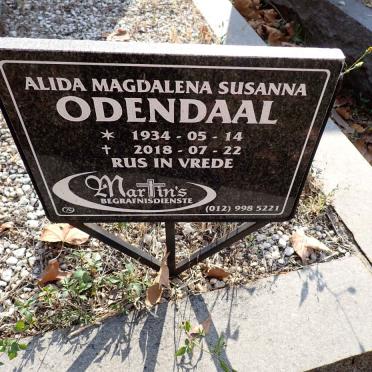 ALIDA MAGDALENA SUSANNA
ODENDAAL
* 1934 - 05 - 14
† 2018 - 07 - 22
RUS IN VREDE
Martin's
BEGRAFNISDIENSTE
(012) 998 5221